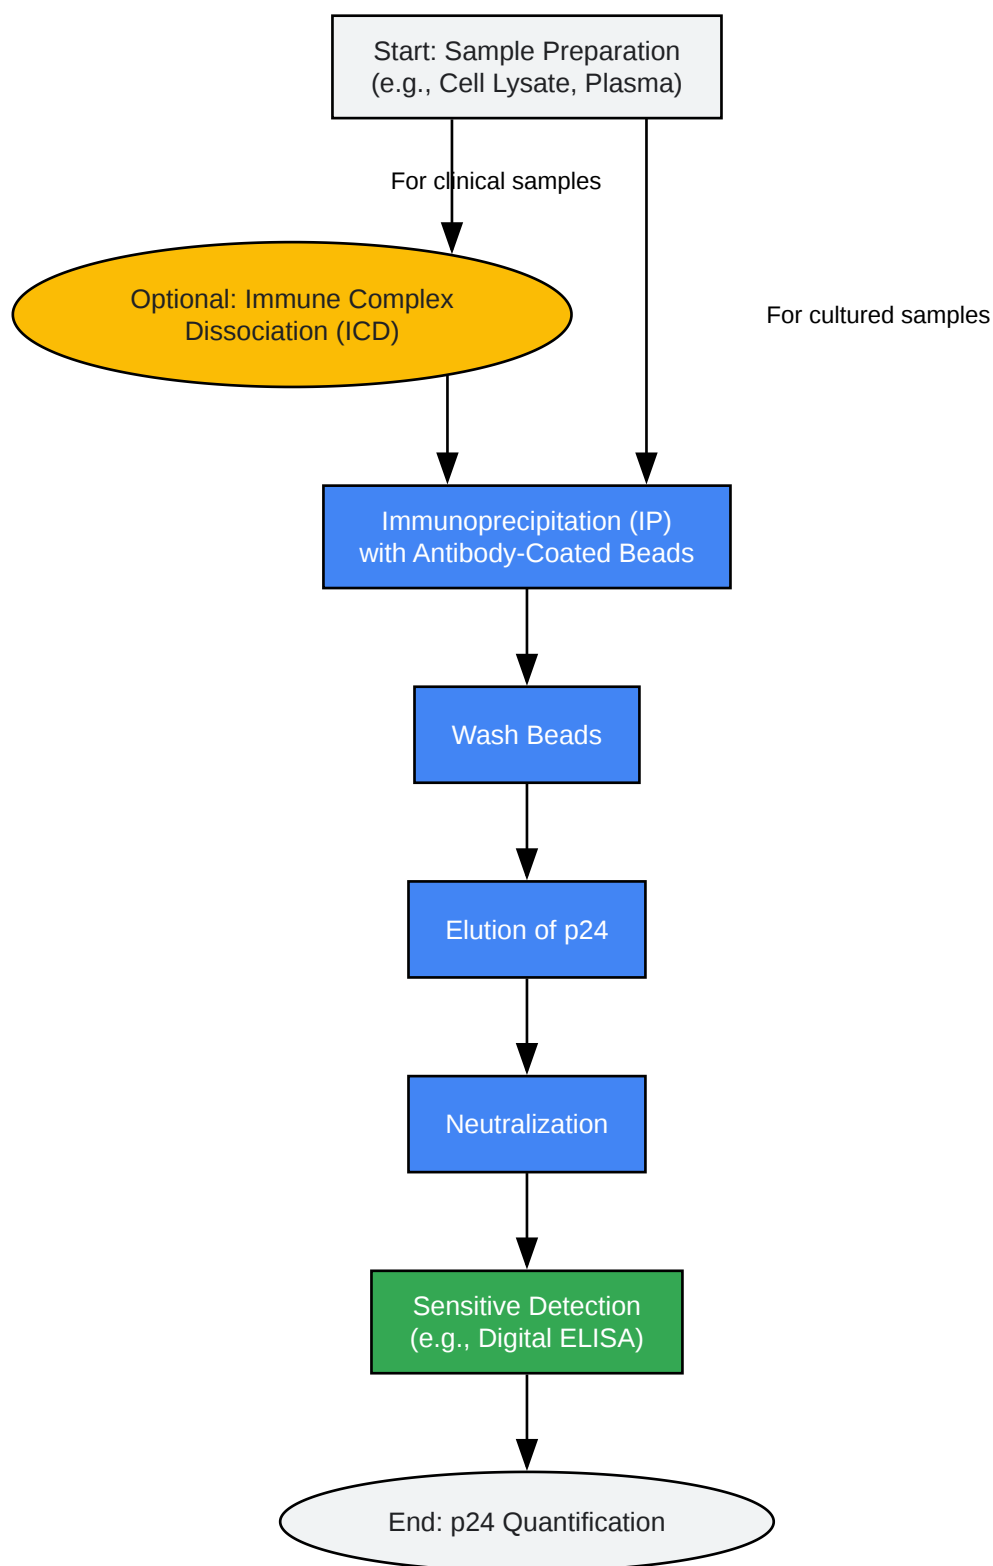 Start: Sample Preparation
(e.g., Cell Lysate, Plasma)
For clinical samples
Optional: Immune Complex
Dissociation (ICD)
For cultured samples
Immunoprecipitation (IP)
with Antibody-Coated Beads
Wash Beads
Elution of p24
Neutralization
Sensitive Detection
(e.g., Digital ELISA)
End: p24 Quantification